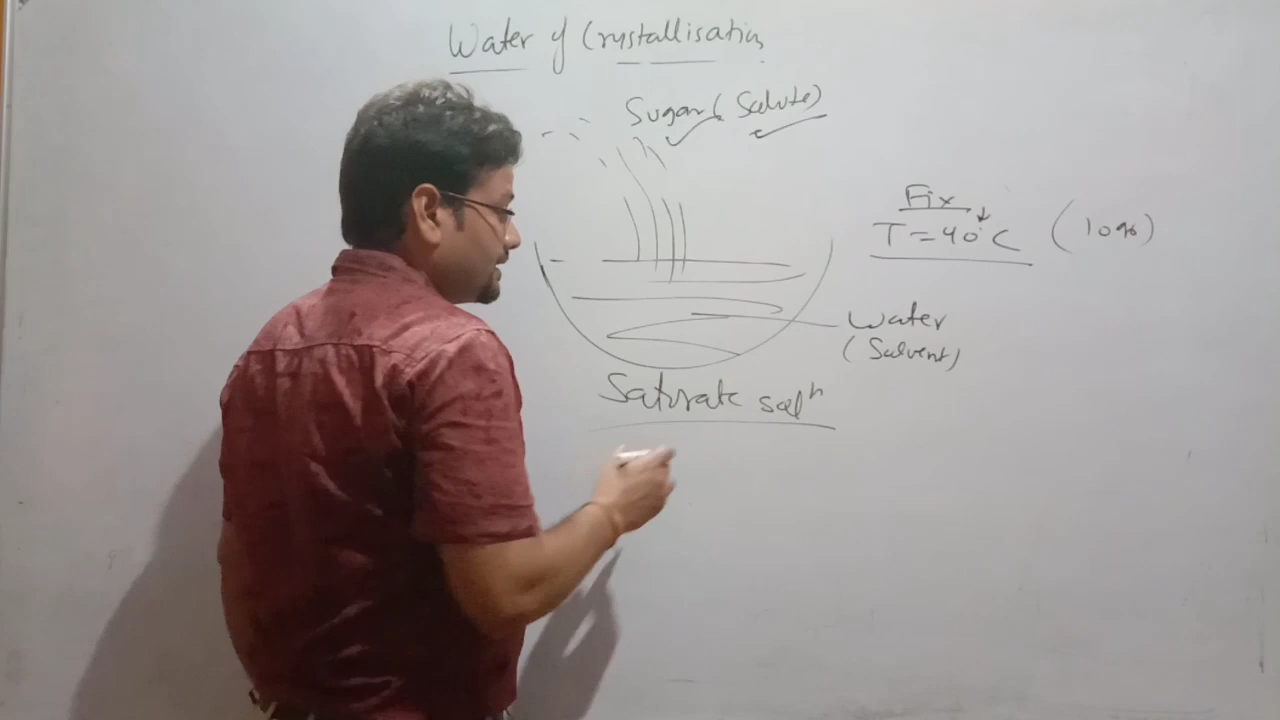 Water of Crystallisation
Sugar (Solute)
Fix
T = 40°C (10%)
Water
(Solvent)
Saturate solⁿ